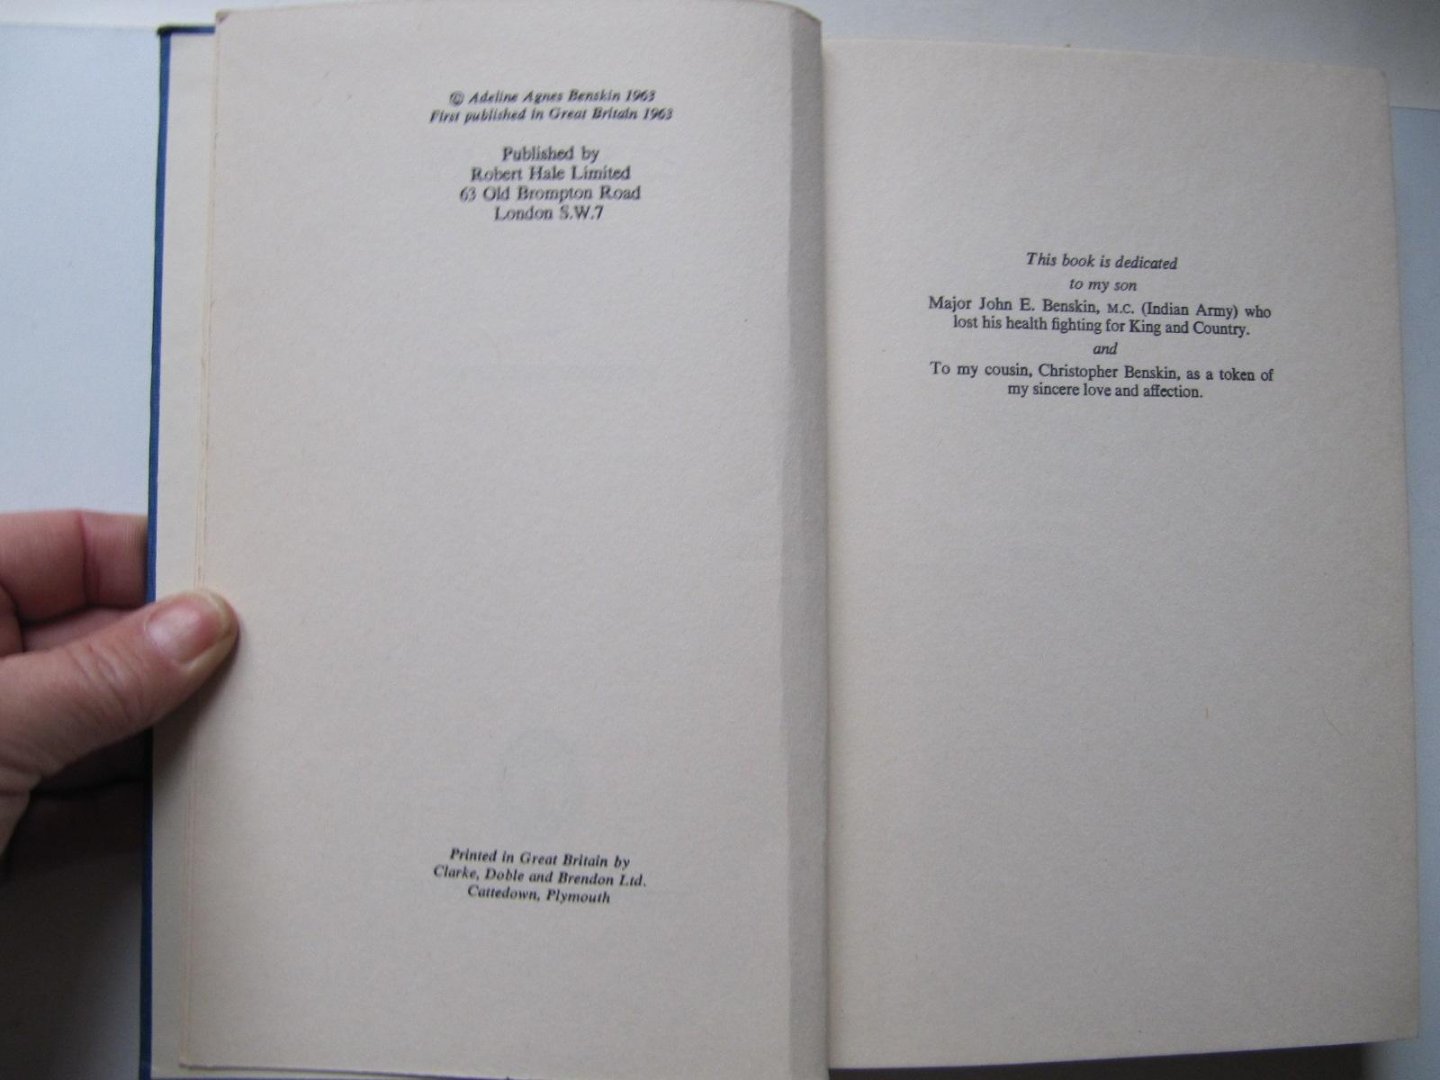 © Adeline Agnes Benskin 1963
First published in Great Britain 1963
Published by
Robert Hale Limited
63 Old Brompton Road
London S.W.7
Printed in Great Britain by
Clarke, Doble and Brendon Ltd.
Cattedown, Plymouth
This book is dedicated
to my son
Major John E. Benskin, M.C. (Indian Army) who
lost his health fighting for King and Country.
and
To my cousin, Christopher Benskin, as a token of
my sincere love and affection.